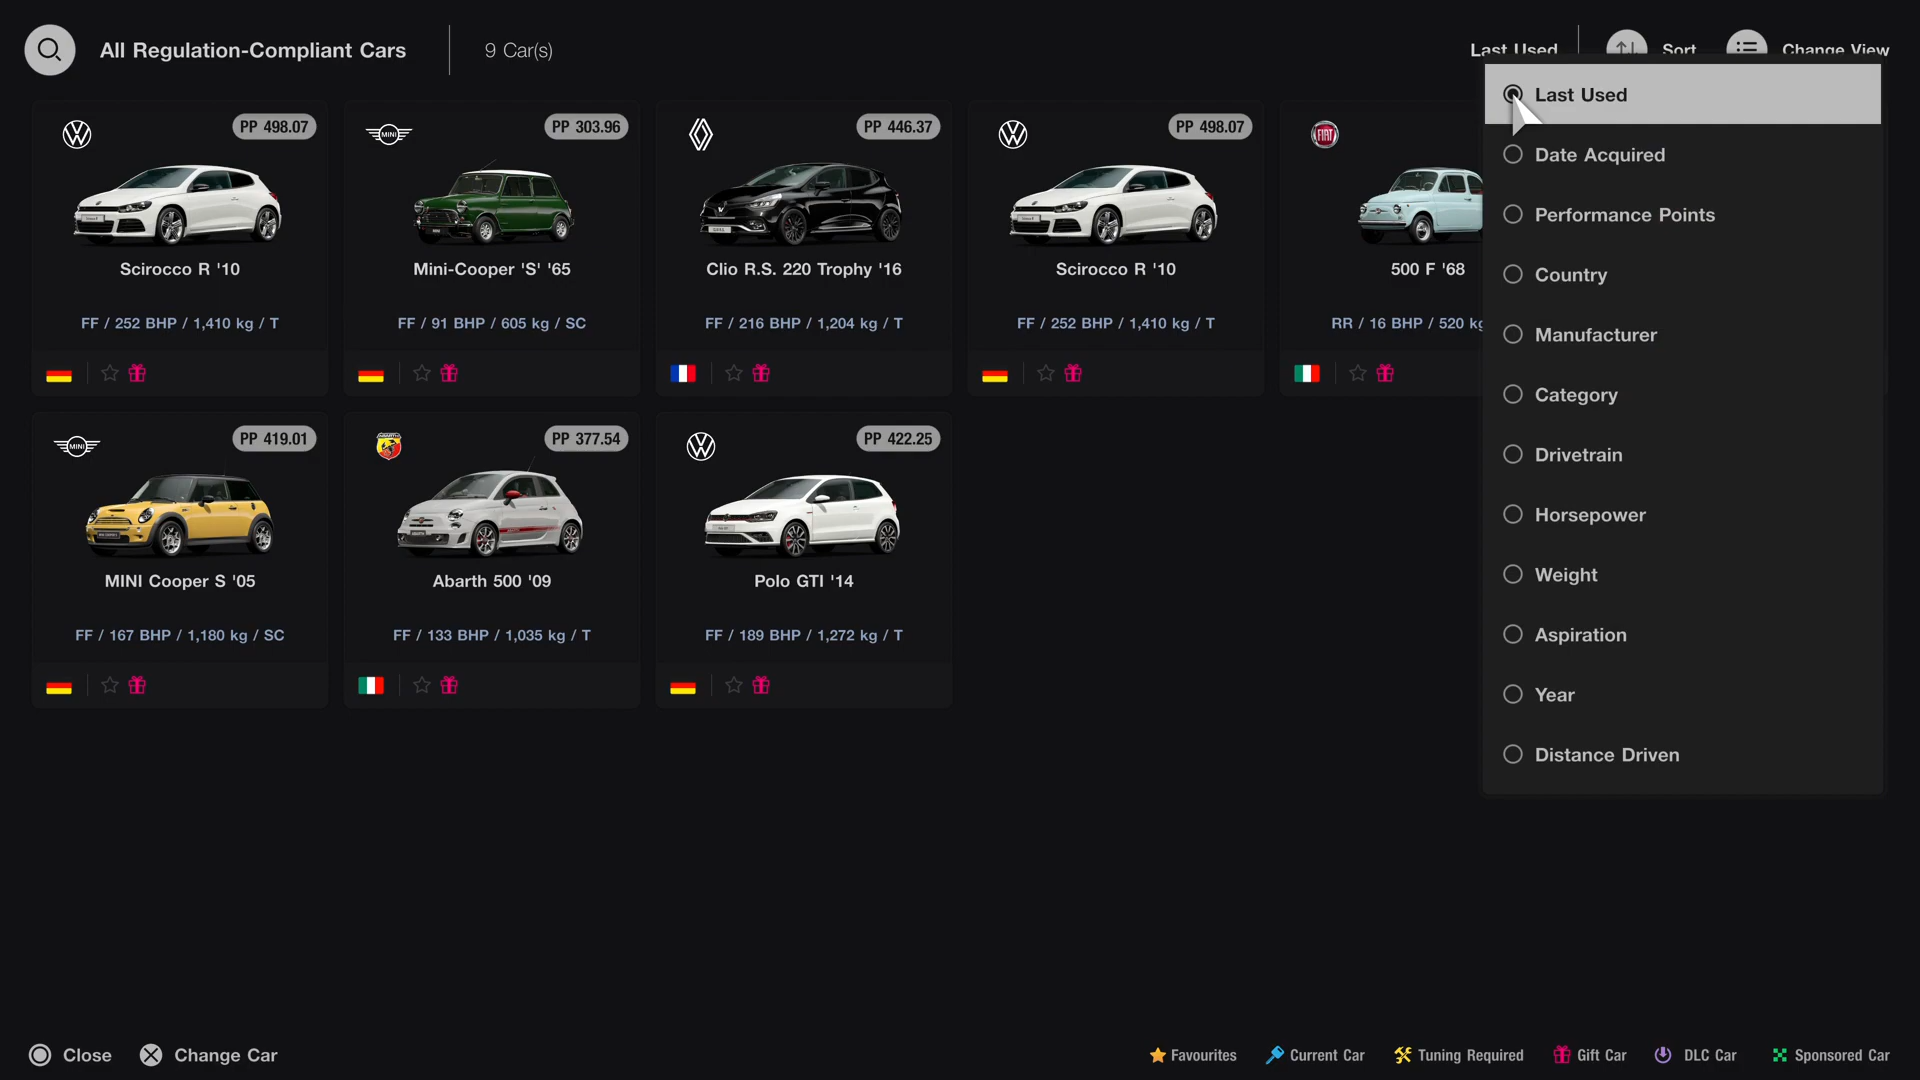 All Regulation-Compliant Cars
9 Car(s)
Last Used
Sort
Change View
PP 498.07
Scirocco R '10
FF / 252 BHP / 1,410 kg / T
MINI
PP 303.96
Mini-Cooper 'S' '65
FF / 91 BHP / 605 kg / SC
PP 446.37
Clio R.S. 220 Trophy '16
FF / 216 BHP / 1,204 kg / T
PP 498.07
Scirocco R '10
FF / 252 BHP / 1,410 kg / T
FIAT
500 F '68
RR / 16 BHP / 520 kg
MINI
PP 419.01
MINI Cooper S '05
FF / 167 BHP / 1,180 kg / SC
PP 377.54
Abarth 500 '09
FF / 133 BHP / 1,035 kg / T
PP 422.25
Polo GTI '14
FF / 189 BHP / 1,272 kg / T
Last Used
Date Acquired
Performance Points
Country
Manufacturer
Category
Drivetrain
Horsepower
Weight
Aspiration
Year
Distance Driven
Close
Change Car
Favourites
Current Car
Tuning Required
Gift Car
DLC Car
Sponsored Car